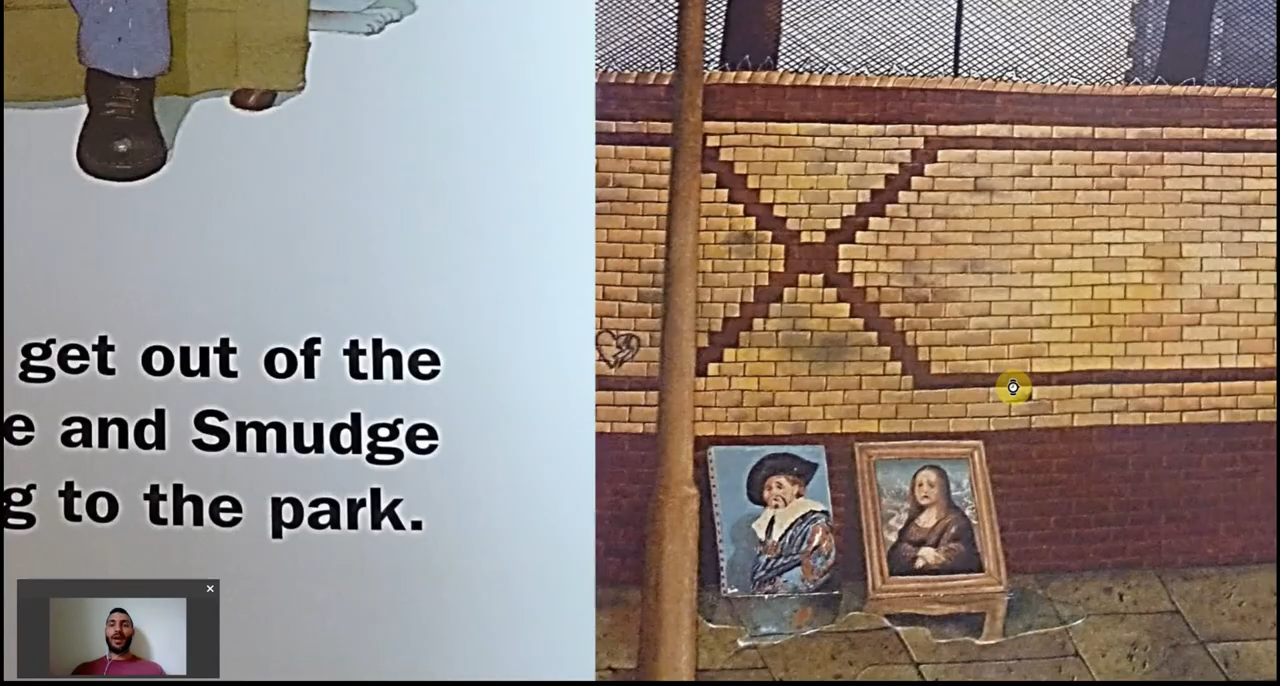 get out of the
e and Smudge
g to the park.